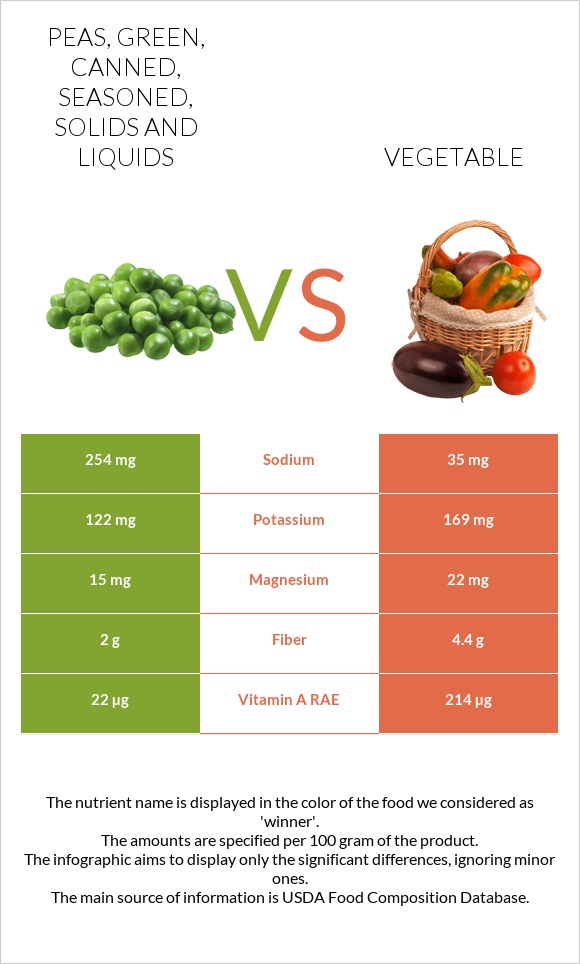 PEAS, GREEN,
CANNED,
SEASONED,
SOLIDS AND
LIQUIDS
VEGETABLE
VS
254 mg Sodium 35 mg
122 mg Potassium 169 mg
15 mg Magnesium 22 mg
2 g Fiber 4.4 g
22 µg Vitamin A RAE 214 µg
The nutrient name is displayed in the color of the food we considered as
'winner'.
The amounts are specified per 100 gram of the product.
The infographic aims to display only the significant differences, ignoring minor
ones.
The main source of information is USDA Food Composition Database.